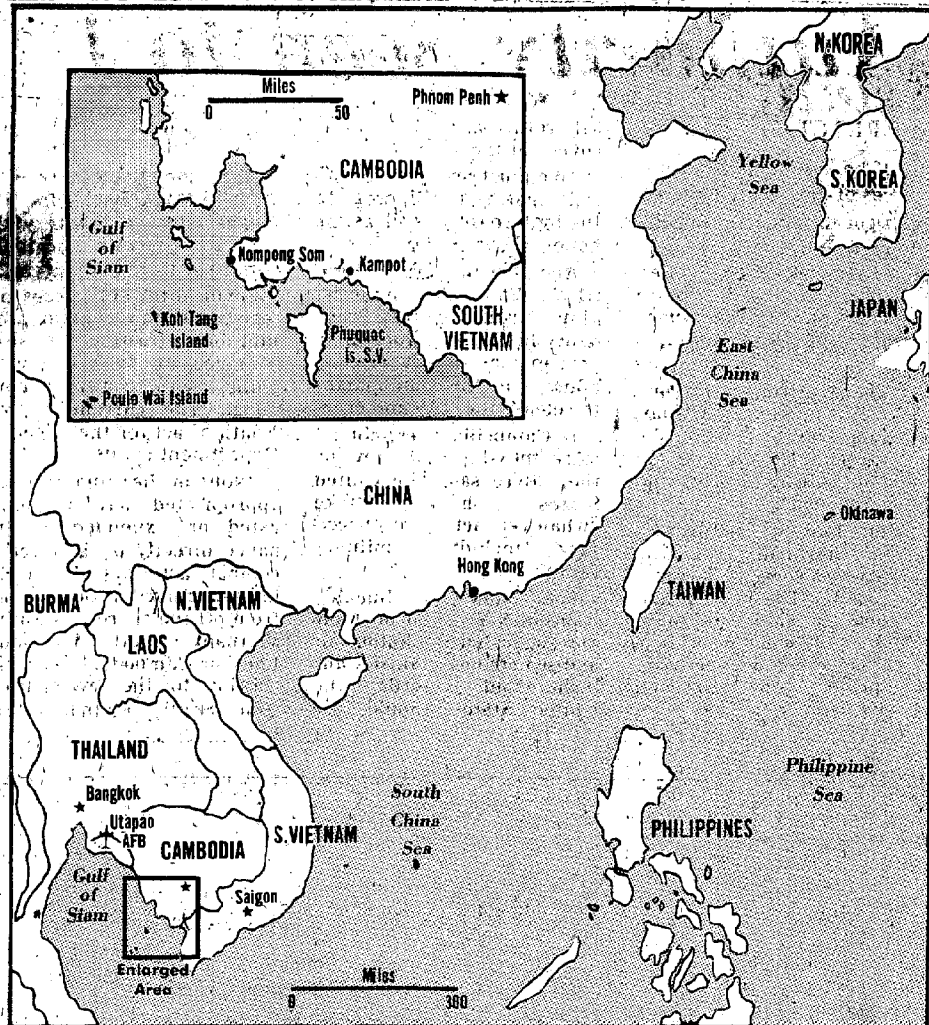 N. KOREA
Miles
0 50
Phnom Penh
CAMBODIA
Yellow
Sea
S. KOREA
Gulf
of
Siam
Kompong Som
Kampot
Koh Tang
Island
Phuquac
Is. S.V.
SOUTH
VIETNAM
Poulo Wai Island
JAPAN
East
China
Sea
CHINA
Okinawa
Hong Kong
TAIWAN
BURMA
N. VIETNAM
LAOS
THAILAND
Bangkok
Utapao
AFB
CAMBODIA
S. VIETNAM
South
China
Sea
PHILIPPINES
Philippine
Sea
Gulf
of
Siam
Saigon
Enlarged
Area
Miles
0 300